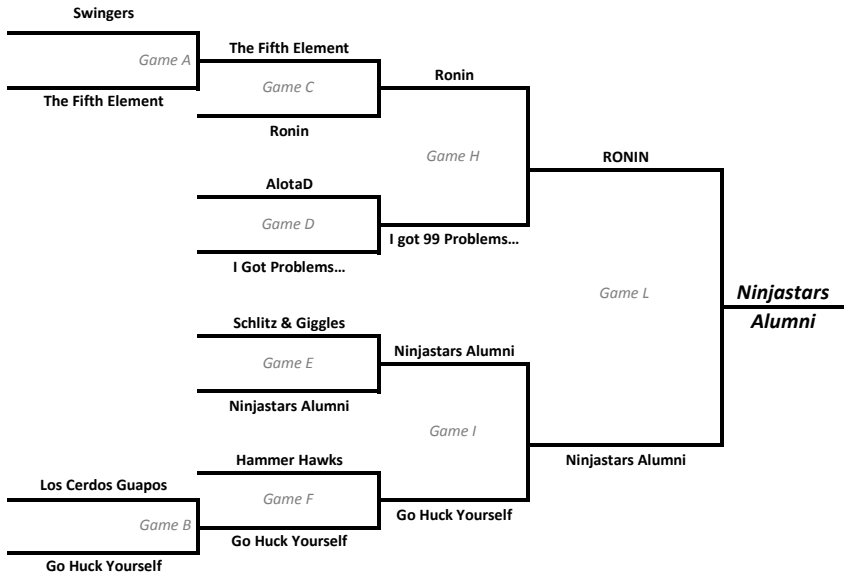 Swingers
Game A
The Fifth Element
The Fifth Element
Game C
Ronin
Ronin
Game H
RONIN
AlotaD
Game D
I Got Problems...
I got 99 Problems...
Game L
Ninjastars
Alumni
Schlitz & Giggles
Game E
Ninjastars Alumni
Ninjastars Alumni
Game I
Ninjastars Alumni
Hammer Hawks
Game F
Go Huck Yourself
Go Huck Yourself
Los Cerdos Guapos
Game B
Go Huck Yourself